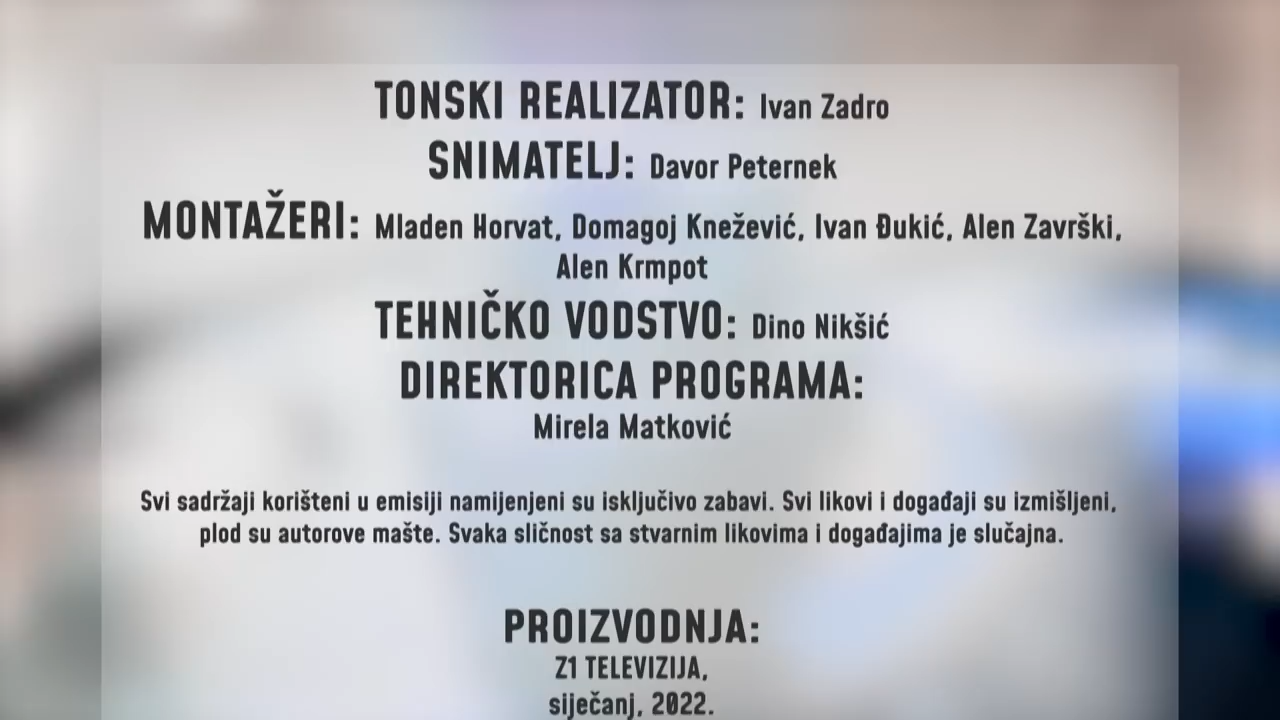 TONSKI REALIZATOR: Ivan Zadro
SNIMATELJ: Davor Peternek
MONTAŽERI: Mladen Horvat, Domagoj Knežević, Ivan Đukić, Alen Završki,
Alen Krmpot
TEHNIČKO VODSTVO: Dino Nikšić
DIREKTORICA PROGRAMA:
Mirela Matković
Svi sadržaji korišteni u emisiji namijenjeni su isključivo zabavi. Svi likovi i događaji su izmišljeni,
plod su autorove mašte. Svaka sličnost sa stvarnim likovima i događajima je slučajna.
PROIZVODNJA:
Z1 TELEVIZIJA,
siječanj, 2022.